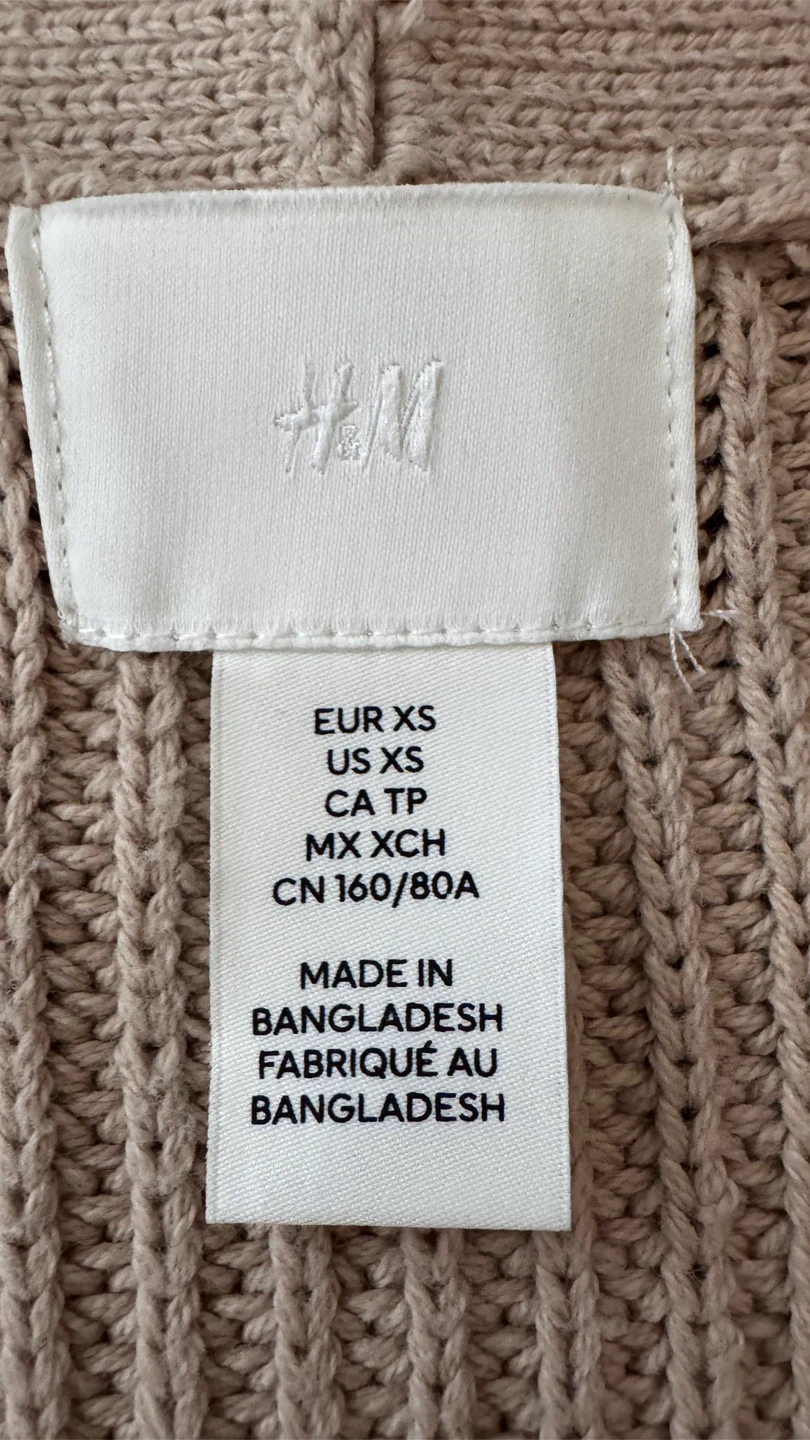 H&M
EUR XS
US XS
CA TP
MX XCH
CN 160/80A
MADE IN
BANGLADESH
FABRIQUÉ AU
BANGLADESH